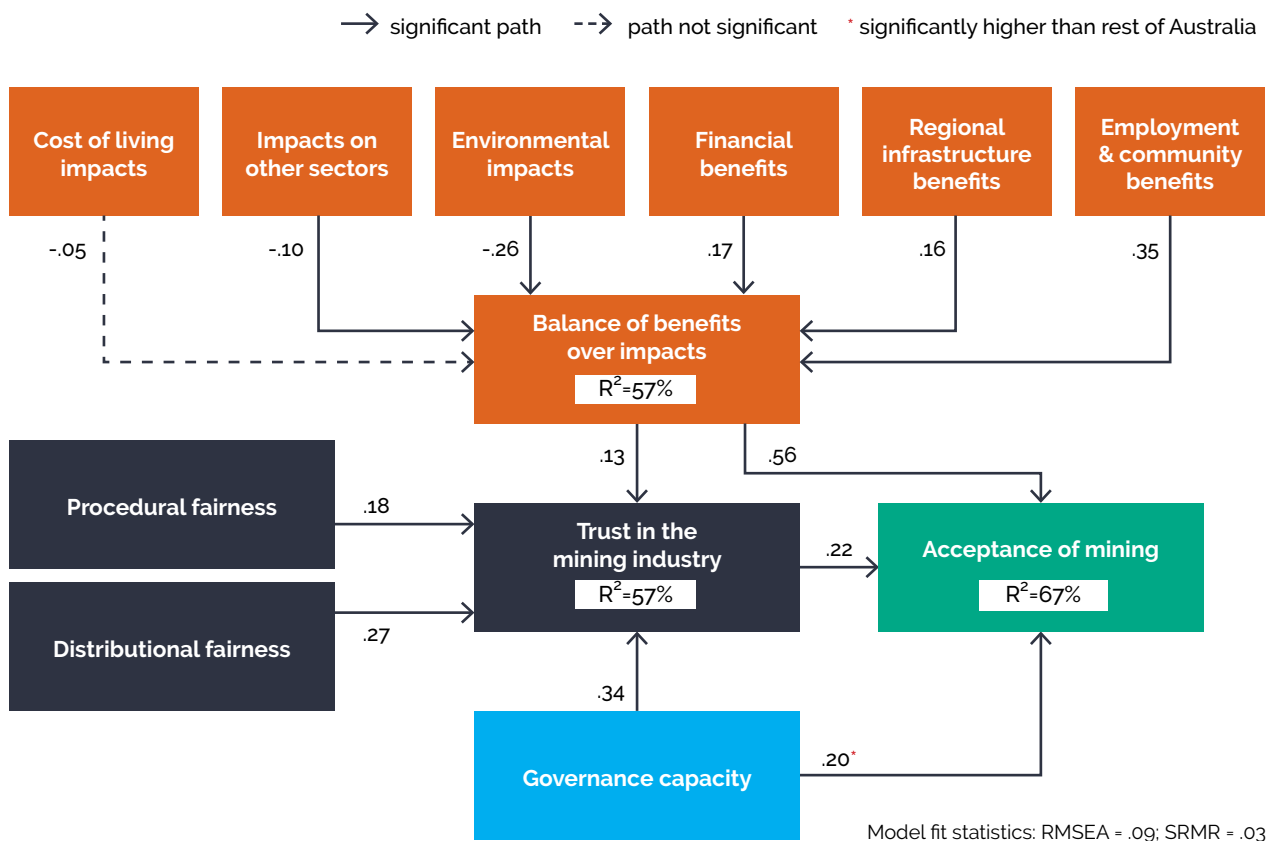 significant path
path not significant
* significantly higher than rest of Australia
Cost of living
impacts
Impacts on
other sectors
Environmental
impacts
Financial
benefits
Regional
infrastructure
benefits
Employment
& community
benefits
-.05
-.10
-.26
.17
.16
.35
Balance of benefits
over impacts
R²=57%
.13
.56
Procedural fairness
.18
Trust in the
mining industry
R²=57%
.22
Acceptance of mining
R²=67%
Distributional fairness
.27
.34
Governance capacity
.20*
Model fit statistics: RMSEA = .09; SRMR = .03